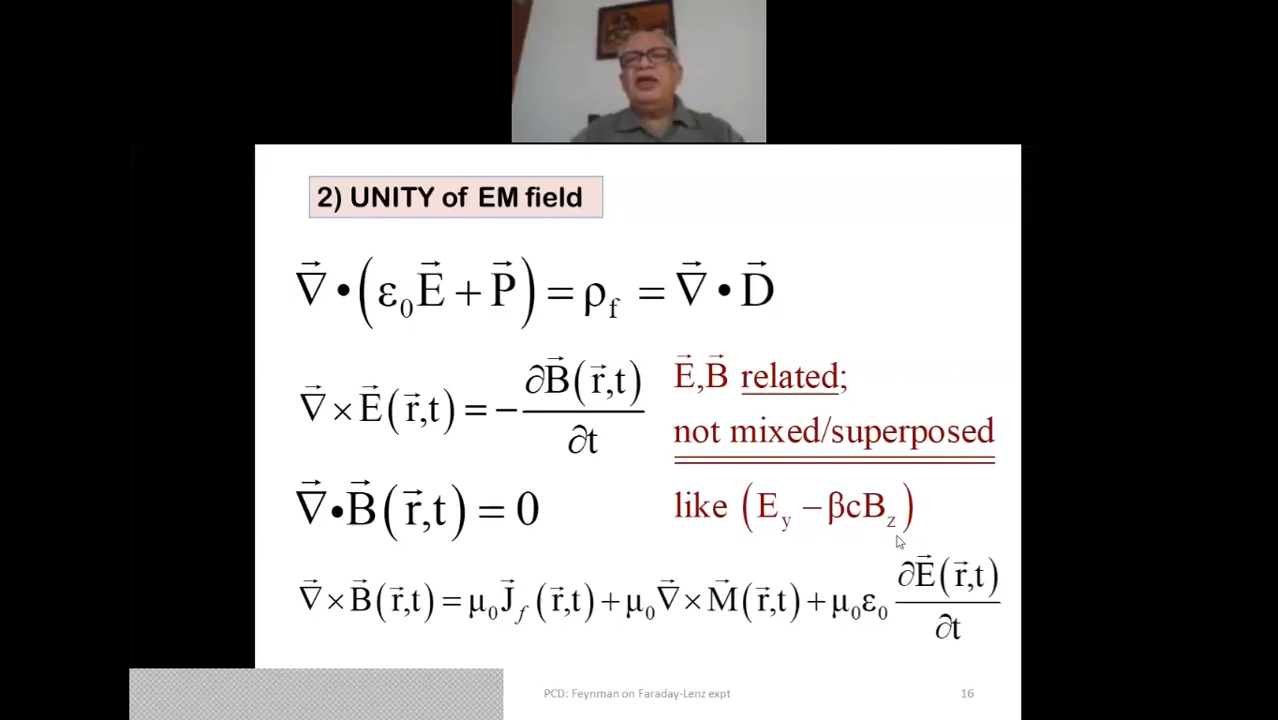 2) UNITY of EM field
∇⃗ • (ε₀E⃗ + P⃗) = ρ_f = ∇⃗ • D⃗
∇⃗ × E⃗(r⃗,t) = − ∂B⃗(r⃗,t) / ∂t
E⃗,B⃗ related;
not mixed/superposed
∇⃗•B⃗(r⃗,t) = 0
like (E_y − βcB_z)
∇⃗×B⃗(r⃗,t) = μ₀J⃗_f(r⃗,t) + μ₀∇⃗×M⃗(r⃗,t) + μ₀ε₀ ∂E⃗(r⃗,t) / ∂t
PCD: Feynman on Faraday-Lenz expt
16